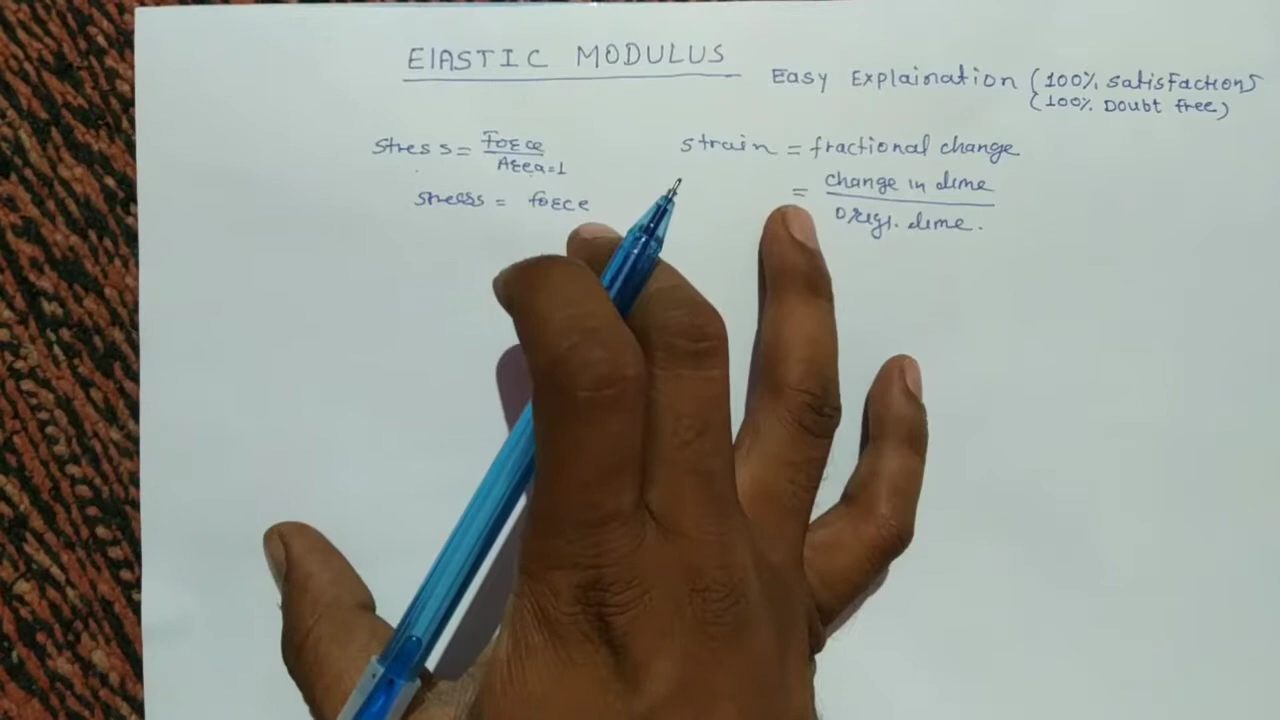 ElASTIC MODULUS
Easy Explaination (100% Satisfaction)
(100% Doubt free)
Stress = Force / Area=1
Stress = force
strain = fractional change
= change in dime / Origi. dime.